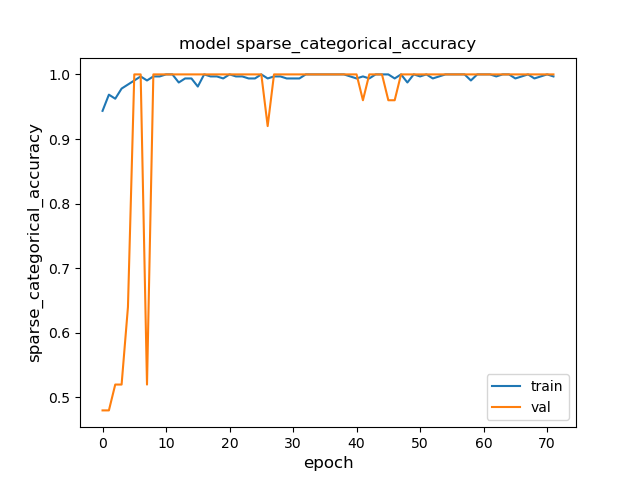 model sparse_categorical_accuracy
sparse_categorical_accuracy
1.0
0.9
0.8
0.7
0.6
0.5
0 10 20 30 40 50 60 70
epoch
train
val